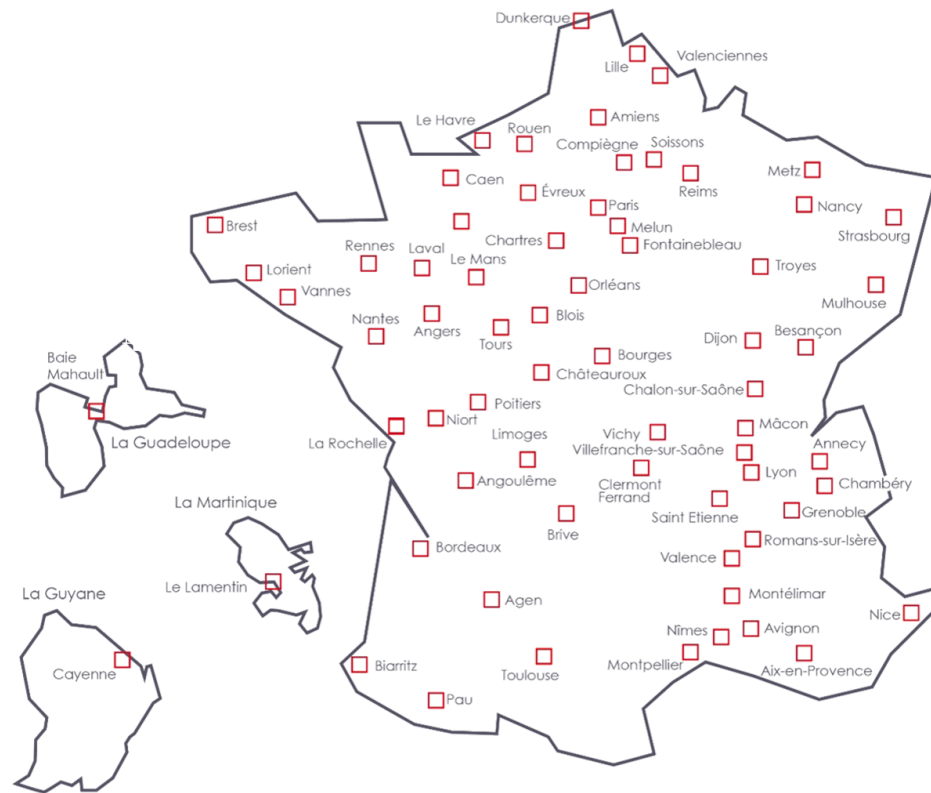 Dunkerque
Lille
Valenciennes
Amiens
Le Havre
Rouen
Compiègne
Soissons
Reims
Metz
Caen
Évreux
Paris
Nancy
Melun
Strasbourg
Brest
Chartres
Fontainebleau
Rennes
Laval
Le Mans
Troyes
Lorient
Vannes
Orléans
Mulhouse
Nantes
Angers
Tours
Blois
Dijon
Besançon
Bourges
Châteauroux
Chalon-sur-Saône
Baie
Mahault
La Guadeloupe
Poitiers
Niort
La Rochelle
Limoges
Vichy
Mâcon
Villefranche-sur-Saône
Annecy
Lyon
Clermont
Ferrand
Chambéry
Angoulême
Saint Etienne
Grenoble
La Martinique
Brive
Romans-sur-Isère
Bordeaux
Valence
Le Lamentin
La Guyane
Agen
Montélimar
Nice
Nîmes
Avignon
Montpellier
Aix-en-Provence
Cayenne
Biarritz
Toulouse
Pau